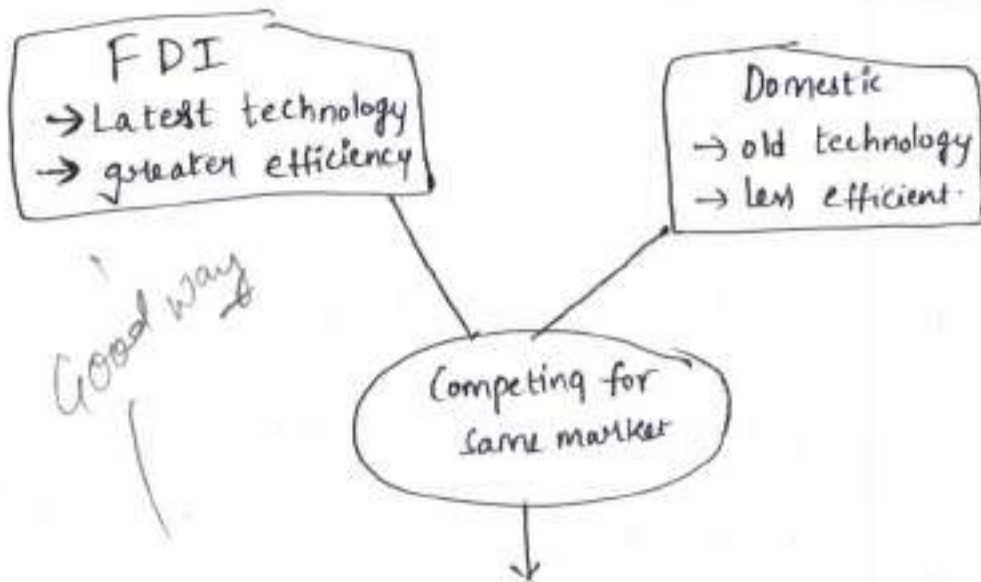 FDI
→ Latest technology
→ greater efficiency
Domestic
→ old technology
→ less efficient.
Good way
Competing for
same market